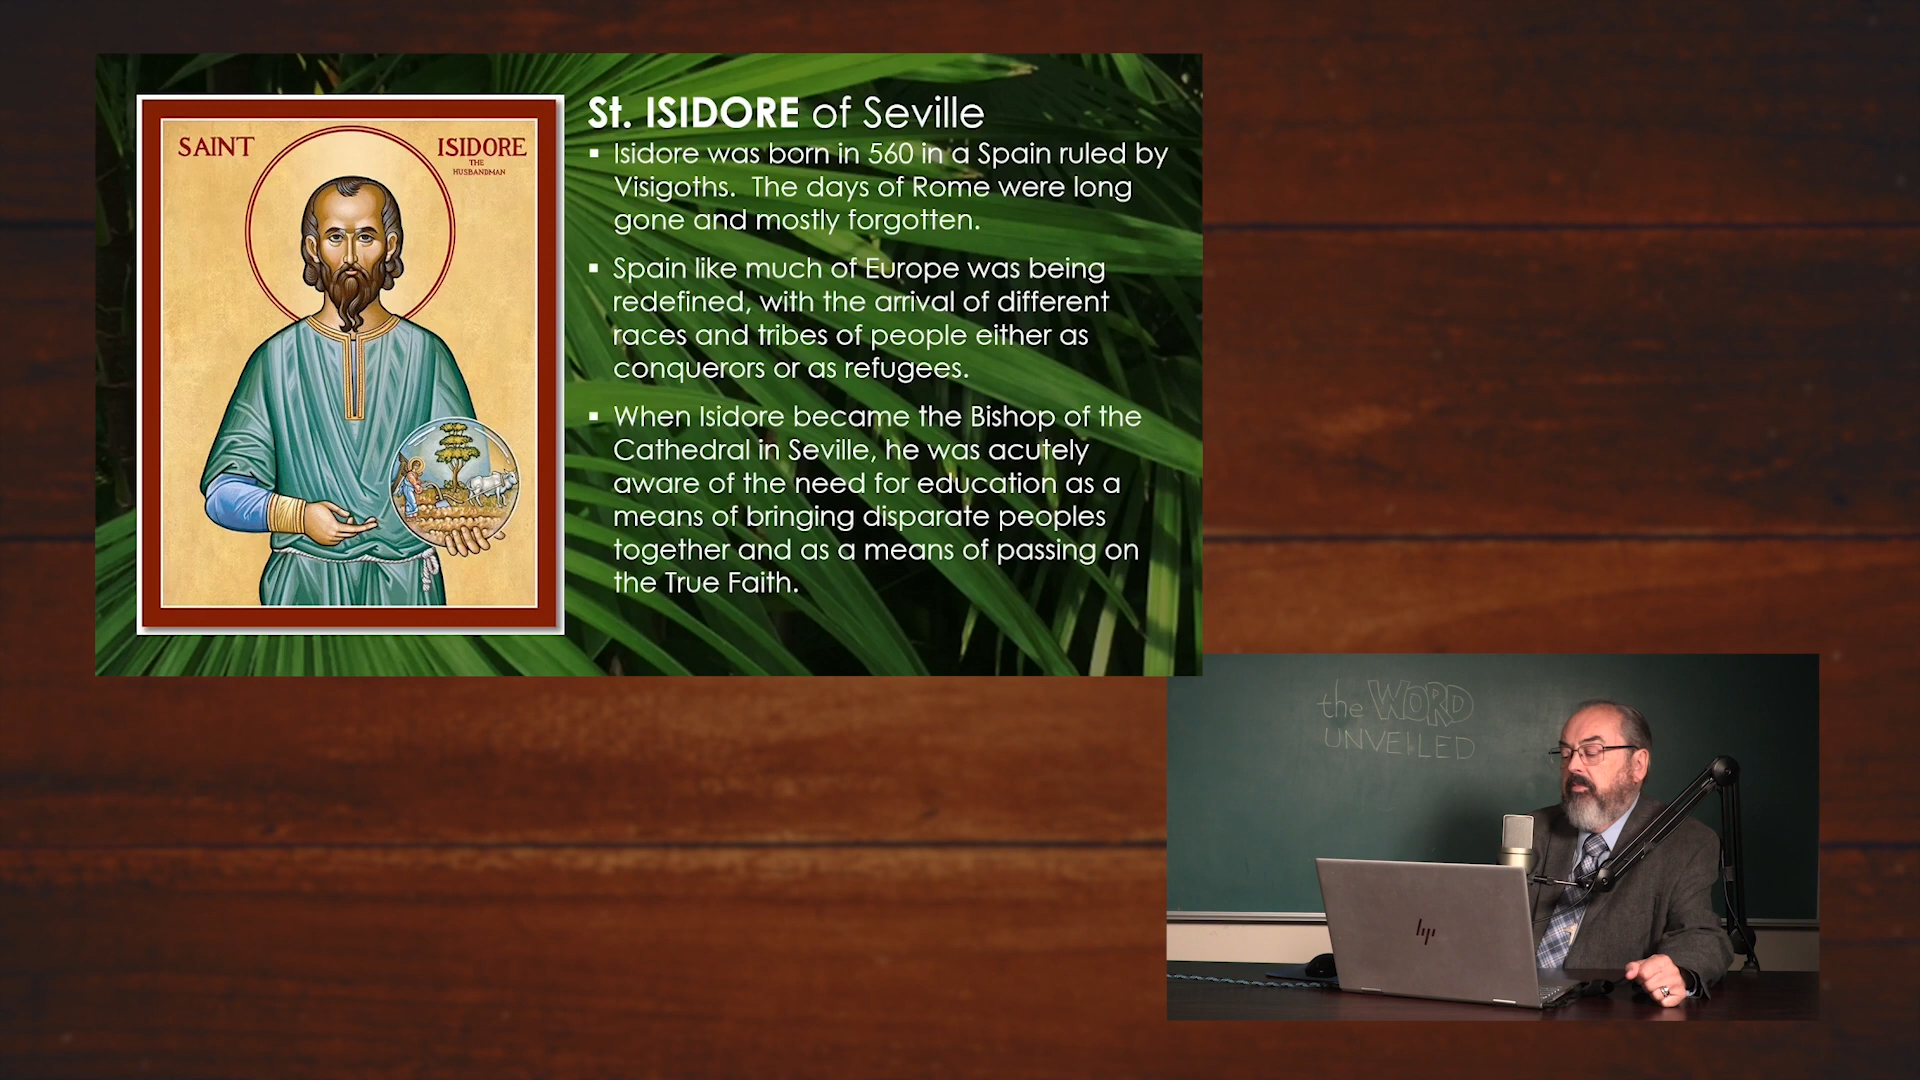 SAINT
ISIDORE
THE
HUSBANDMAN
St. ISIDORE of Seville
▪ Isidore was born in 560 in a Spain ruled by
Visigoths.  The days of Rome were long
gone and mostly forgotten.
▪ Spain like much of Europe was being
redefined, with the arrival of different
races and tribes of people either as
conquerors or as refugees.
▪ When Isidore became the Bishop of the
Cathedral in Seville, he was acutely
aware of the need for education as a
means of bringing disparate peoples
together and as a means of passing on
the True Faith.
the WORD
UNVEILED
hp